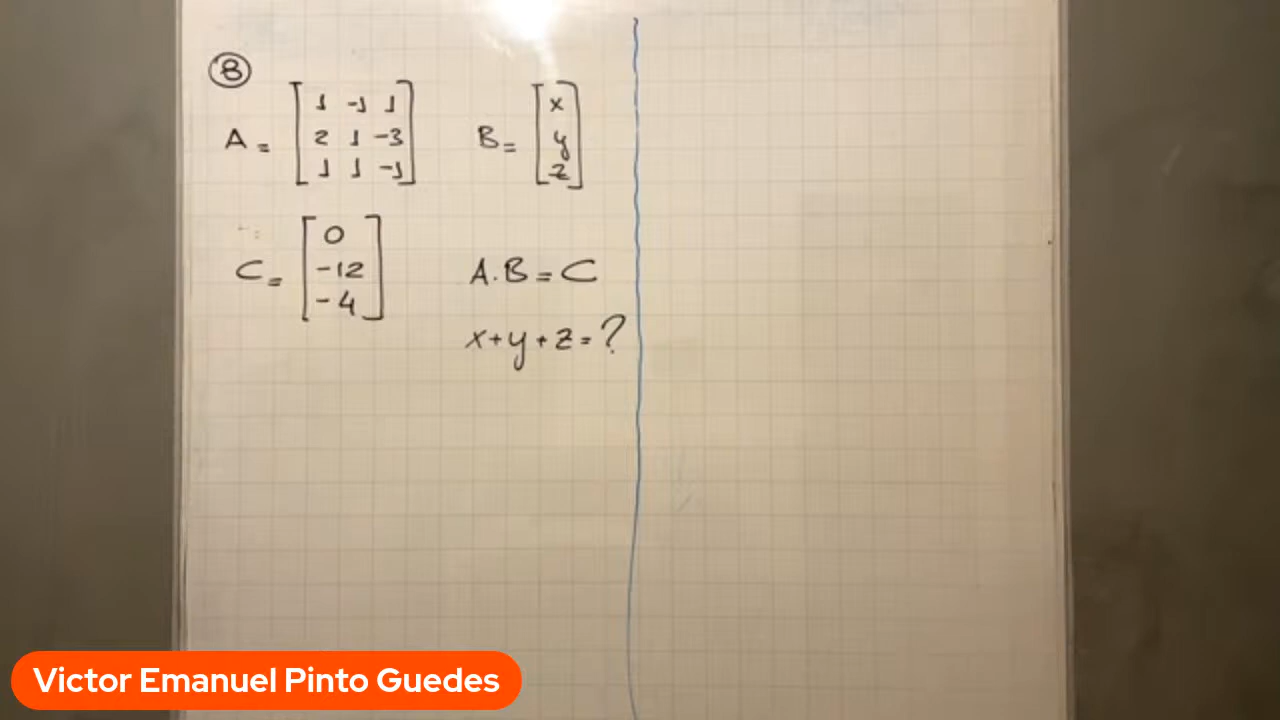 8
A = [ 1 -1 1
2 1 -3
1 1 -1 ]
B = [ x
y
z ]
C = [ 0
-12
-4 ]
A.B = C
x+y+z = ?
Victor Emanuel Pinto Guedes